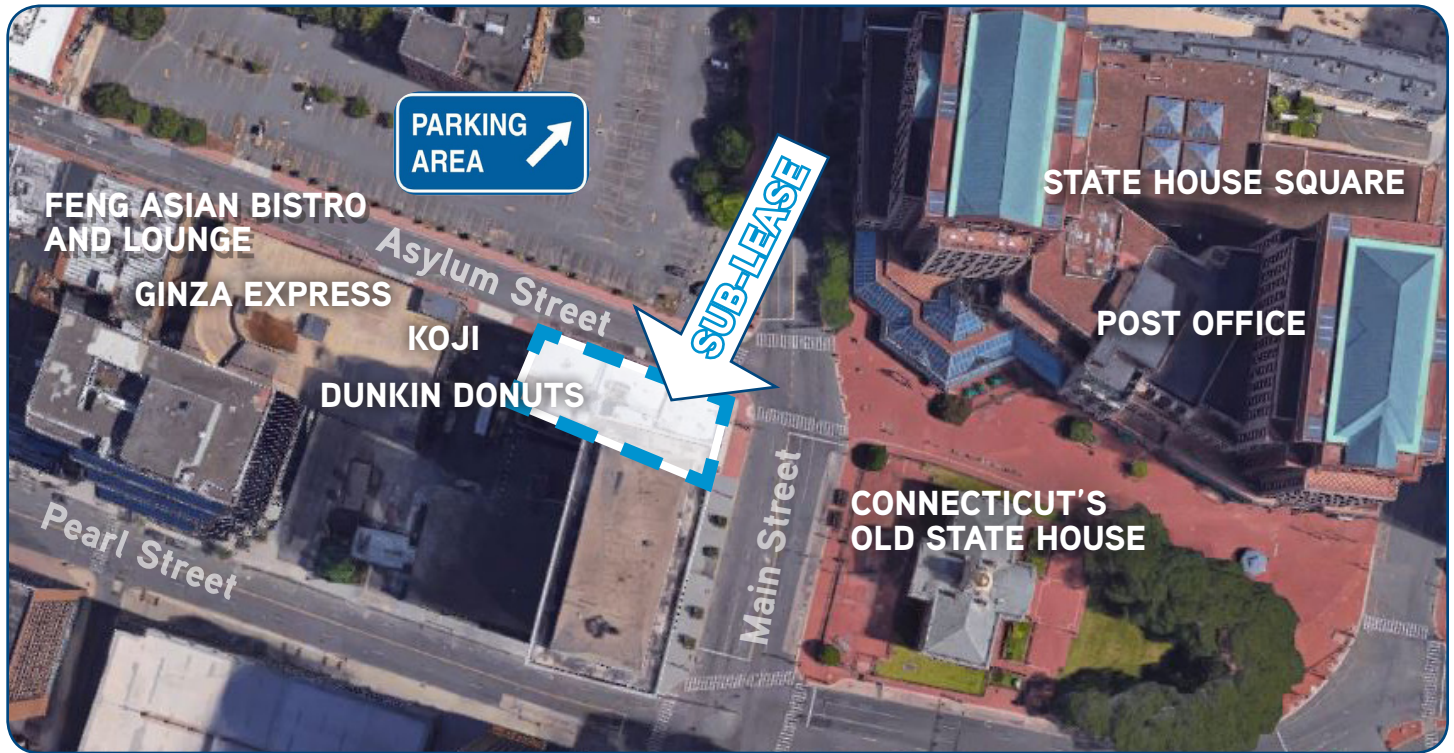 PARKING
AREA
SUB-LEASE
STATE HOUSE SQUARE
FENG ASIAN BISTRO
AND LOUNGE
Asylum Street
GINZA EXPRESS
POST OFFICE
KOJI
DUNKIN DONUTS
CONNECTICUT'S
OLD STATE HOUSE
Main Street
Pearl Street